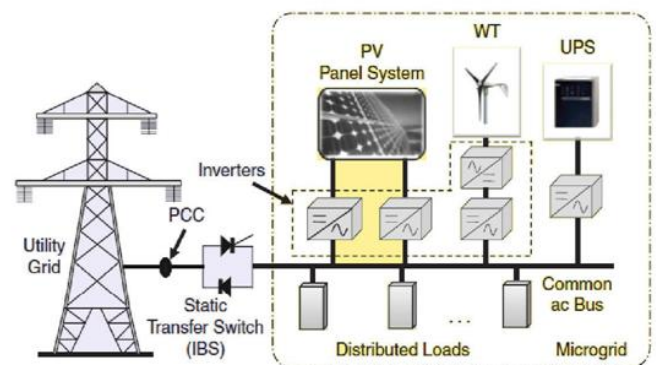 WT
PV
Panel System
UPS
Inverters
PCC
Utility
Grid
Static
Transfer Switch
(IBS)
Common
ac Bus
...
Distributed Loads
Microgrid